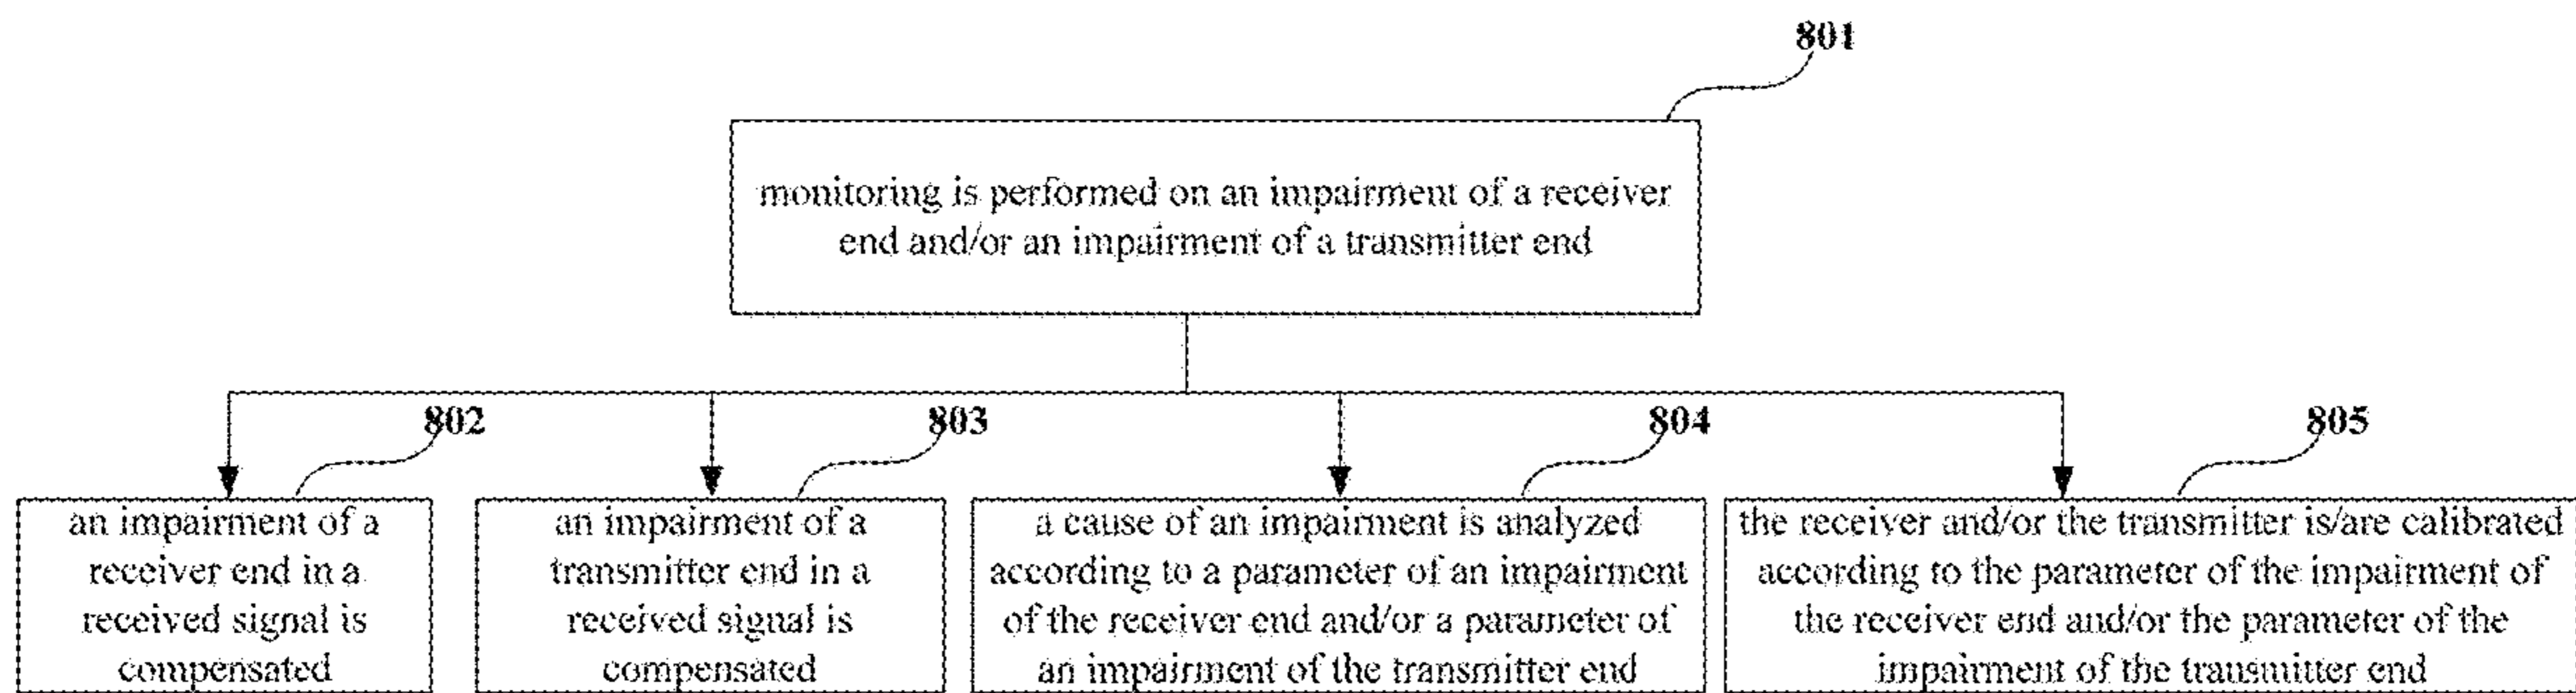 801
monitoring is performed on an impairment of a receiver
end and/or an impairment of a transmitter end
802
803
804
805
an impairment of a
receiver end in a
received signal is
compensated
an impairment of a
transmitter end in a
received signal is
compensated
a cause of an impairment is analyzed
according to a parameter of an impairment
of the receiver end and/or a parameter of
an impairment of the transmitter end
the receiver and/or the transmitter is/are calibrated
according to the parameter of the impairment of
the receiver end and/or the parameter of the
impairment of the transmitter end